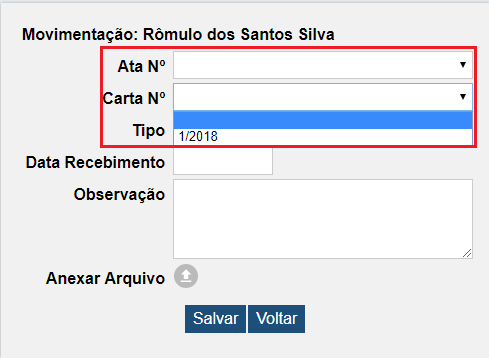 Movimentação: Rômulo dos Santos Silva
Ata Nº
Carta Nº
Tipo
1/2018
Data Recebimento
Observação
Anexar Arquivo
Salvar Voltar